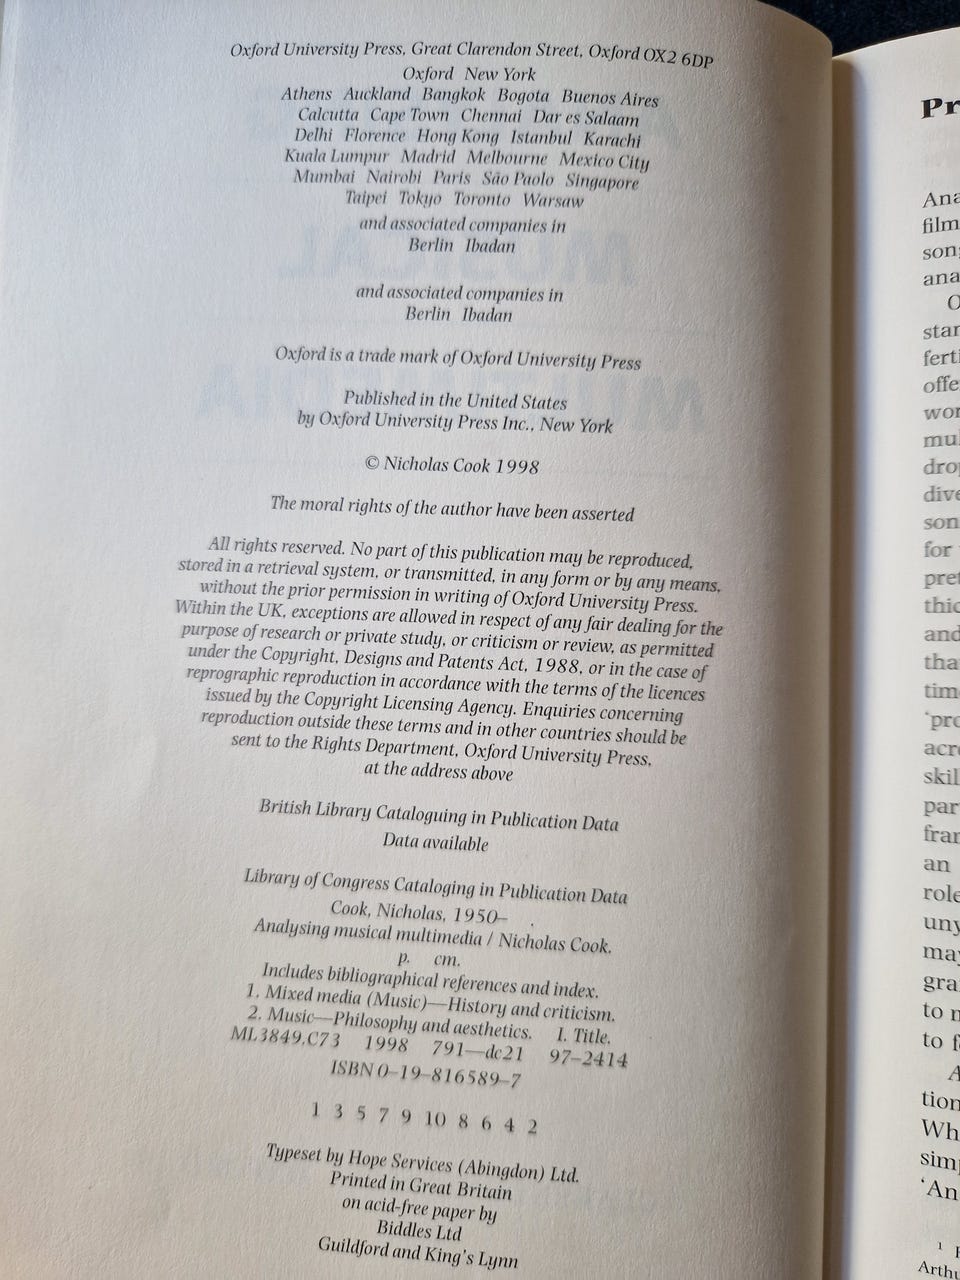 Oxford University Press, Great Clarendon Street, Oxford OX2 6DP
Oxford New York
Athens Auckland Bangkok Bogota Buenos Aires
Calcutta Cape Town Chennai Dar es Salaam
Delhi Florence Hong Kong Istanbul Karachi
Kuala Lumpur Madrid Melbourne Mexico City
Mumbai Nairobi Paris São Paolo Singapore
Taipei Tokyo Toronto Warsaw
and associated companies in
Berlin Ibadan
and associated companies in
Berlin Ibadan
Oxford is a trade mark of Oxford University Press
Published in the United States
by Oxford University Press Inc., New York
© Nicholas Cook 1998
The moral rights of the author have been asserted
All rights reserved. No part of this publication may be reproduced,
stored in a retrieval system, or transmitted, in any form or by any means,
without the prior permission in writing of Oxford University Press.
Within the UK, exceptions are allowed in respect of any fair dealing for the
purpose of research or private study, or criticism or review, as permitted
under the Copyright, Designs and Patents Act, 1988, or in the case of
reprographic reproduction in accordance with the terms of the licences
issued by the Copyright Licensing Agency. Enquiries concerning
reproduction outside these terms and in other countries should be
sent to the Rights Department, Oxford University Press,
at the address above
British Library Cataloguing in Publication Data
Data available
Library of Congress Cataloging in Publication Data
Cook, Nicholas, 1950–
Analysing musical multimedia / Nicholas Cook.
p. cm.
Includes bibliographical references and index.
1. Mixed media (Music)—History and criticism.
2. Music—Philosophy and aesthetics. I. Title.
ML3849.C73 1998 791—dc21 97–2414
ISBN 0–19–816589–7
1 3 5 7 9 10 8 6 4 2
Typeset by Hope Services (Abingdon) Ltd.
Printed in Great Britain
on acid-free paper by
Biddles Ltd
Guildford and King's Lynn